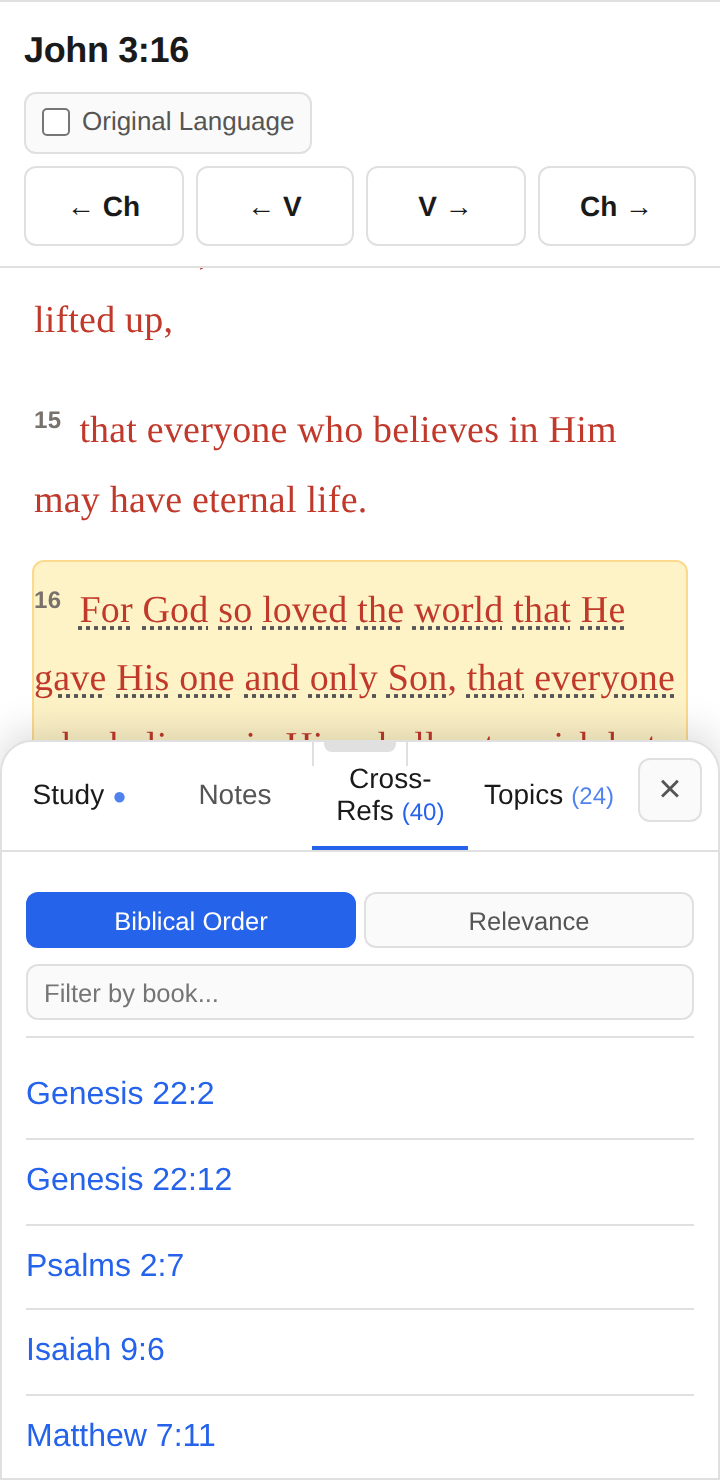 John 3:16
Original Language
← Ch
← V
V →
Ch →
lifted up,
15 that everyone who believes in Him
may have eternal life.
16 For God so loved the world that He
gave His one and only Son, that everyone
Study
Notes
Cross-
Refs (40)
Topics (24)
✕
Biblical Order
Relevance
Filter by book...
Genesis 22:2
Genesis 22:12
Psalms 2:7
Isaiah 9:6
Matthew 7:11